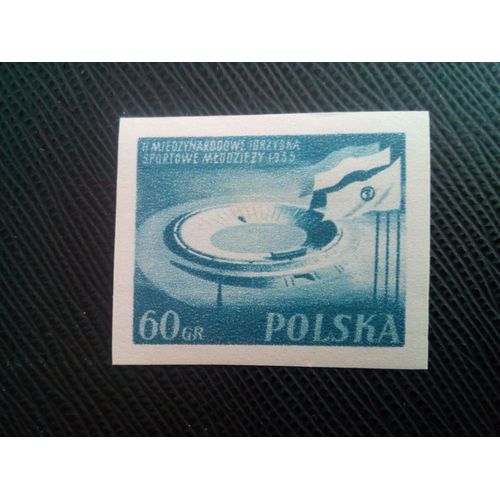 II MIĘDZYNARODOWE IGRZYSKA
SPORTOWE MŁODZIEŻY 1955
60 GR POLSKA